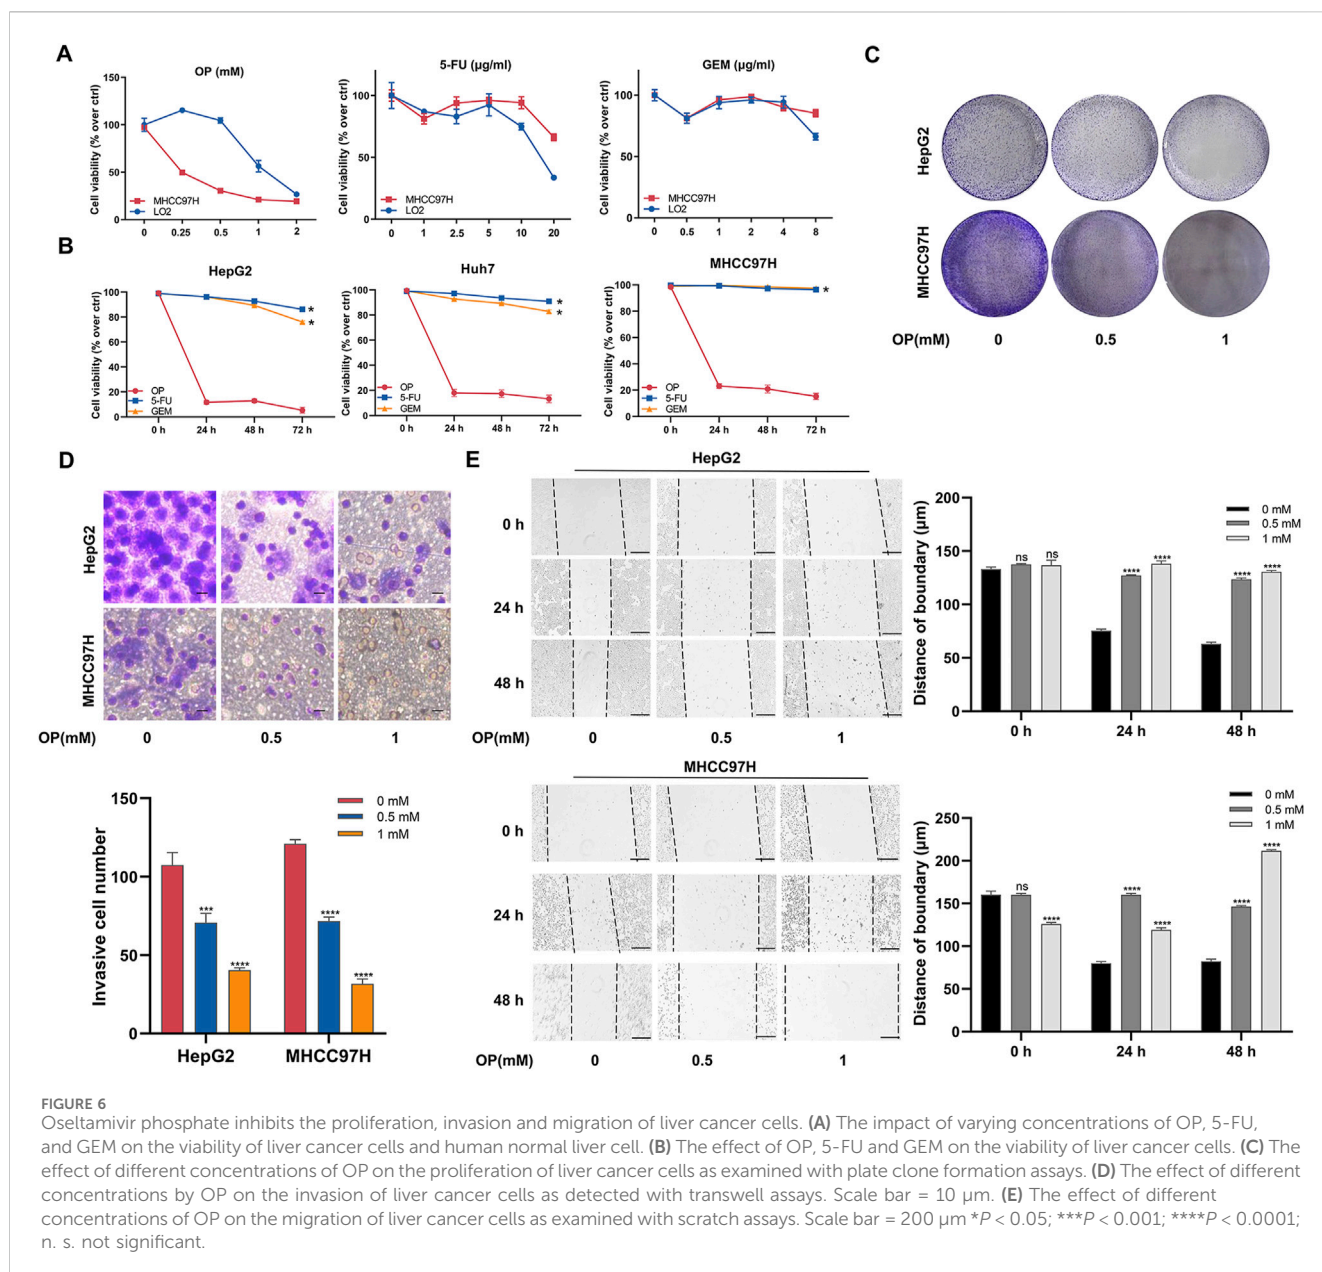 A
OP (mM)
Cell viability (% over ctrl)
150
100
50
0
MHCC97H
LO2
0 0.25 0.5 1 2
5-FU (μg/ml)
Cell viability (% over ctrl)
100
50
0
MHCC97H
LO2
0 1 2.5 5 10 20
GEM (μg/ml)
Cell viability (% over ctrl)
100
50
0
MHCC97H
LO2
0 0.5 1 2 4 8
B
HepG2
Cell viability (% over ctrl)
100
80
60
40
20
0
*
*
OP
5-FU
GEM
0 h 24 h 48 h 72 h
Huh7
Cell viability (% over ctrl)
100
80
60
40
20
0
*
*
OP
5-FU
GEM
0 h 24 h 48 h 72 h
MHCC97H
Cell viability (% over ctrl)
100
80
60
40
20
0
*
OP
5-FU
GEM
0 h 24 h 48 h 72 h
C
HepG2
MHCC97H
OP(mM) 0 0.5 1
D
HepG2
MHCC97H
OP(mM) 0 0.5 1
Invasive cell number
150
100
50
0
0 mM
0.5 mM
1 mM
*** ****
**** ****
HepG2 MHCC97H
E
HepG2
0 h
24 h
48 h
OP(mM) 0 0.5 1
Distance of boundary (μm)
200
150
100
50
0
0 mM
0.5 mM
1 mM
ns ns
**** ****
**** ****
0 h 24 h 48 h
MHCC97H
0 h
24 h
48 h
OP(mM) 0 0.5 1
Distance of boundary (μm)
250
200
150
100
50
0
0 mM
0.5 mM
1 mM
ns ****
**** ****
**** ****
0 h 24 h 48 h
FIGURE 6
Oseltamivir phosphate inhibits the proliferation, invasion and migration of liver cancer cells. (A) The impact of varying concentrations of OP, 5-FU,
and GEM on the viability of liver cancer cells and human normal liver cell. (B) The effect of OP, 5-FU and GEM on the viability of liver cancer cells. (C) The
effect of different concentrations of OP on the proliferation of liver cancer cells as examined with plate clone formation assays. (D) The effect of different
concentrations by OP on the invasion of liver cancer cells as detected with transwell assays. Scale bar = 10 μm. (E) The effect of different
concentrations of OP on the migration of liver cancer cells as examined with scratch assays. Scale bar = 200 μm *P < 0.05; ***P < 0.001; ****P < 0.0001;
n. s. not significant.